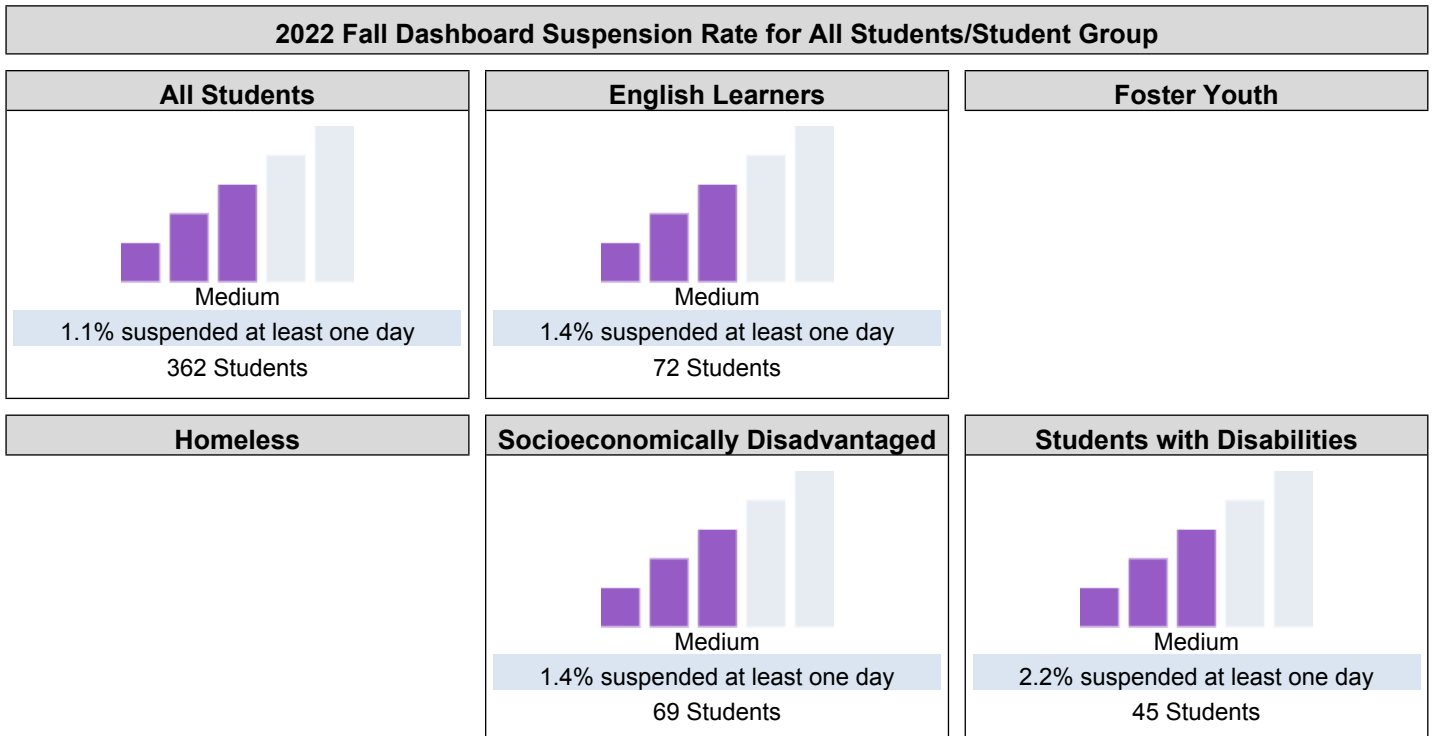 2022 Fall Dashboard Suspension Rate for All Students/Student Group
All Students
Medium
1.1% suspended at least one day
362 Students
English Learners
Medium
1.4% suspended at least one day
72 Students
Foster Youth
Homeless
Socioeconomically Disadvantaged
Medium
1.4% suspended at least one day
69 Students
Students with Disabilities
Medium
2.2% suspended at least one day
45 Students